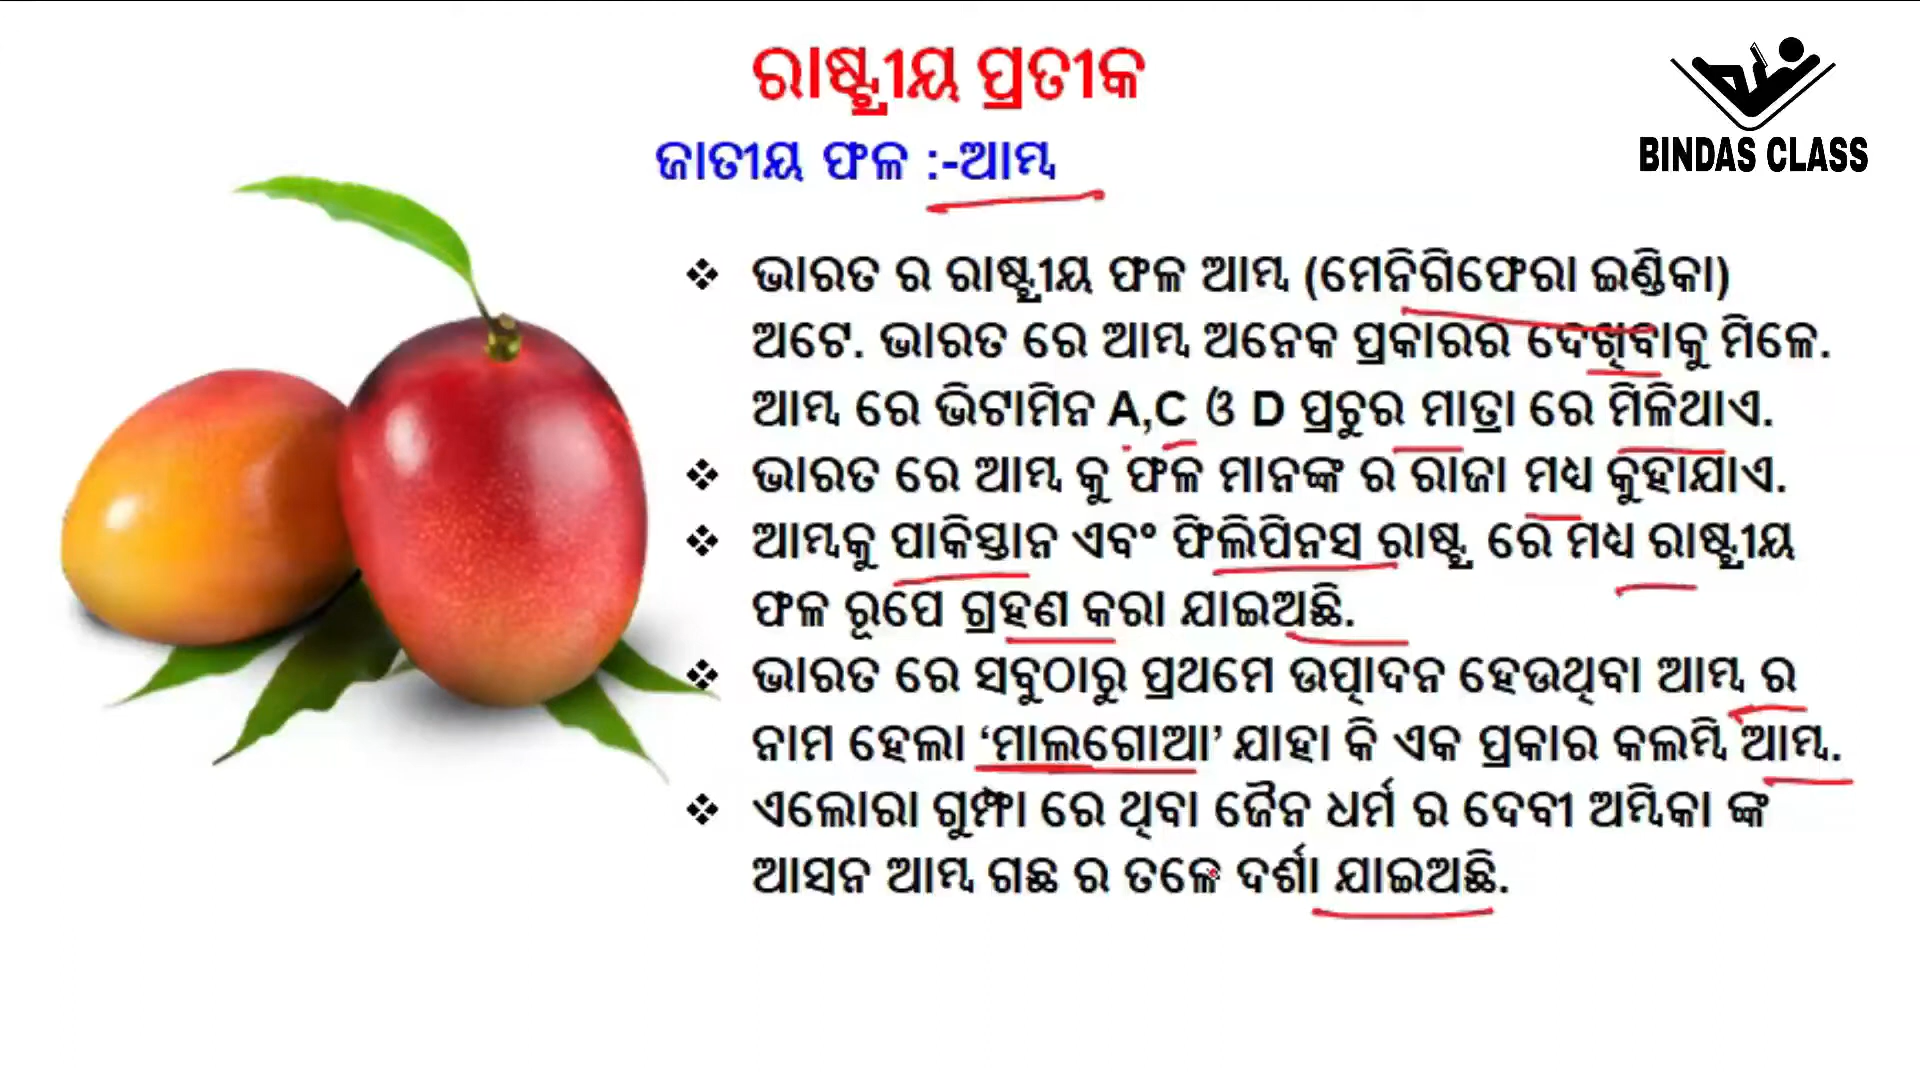 ରାଷ୍ଟ୍ରୀୟ ପ୍ରତୀକ
BINDAS CLASS
ଜାତୀୟ ଫଳ :-ଆମ୍ବ
❖ ଭାରତ ର ରାଷ୍ଟ୍ରୀୟ ଫଳ ଆମ୍ବ (ମେନିଗିଫେରା ଇଣ୍ଡିକା)
ଅଟେ. ଭାରତ ରେ ଆମ୍ବ ଅନେକ ପ୍ରକାରର ଦେଖିବାକୁ ମିଳେ.
ଆମ୍ବ ରେ ଭିଟାମିନ A,C ଓ D ପ୍ରଚୁର ମାତ୍ରା ରେ ମିଳିଥାଏ.
❖ ଭାରତ ରେ ଆମ୍ବ କୁ ଫଳ ମାନଙ୍କ ର ରାଜା ମଧ୍ୟ କୁହାଯାଏ.
❖ ଆମ୍ବକୁ ପାକିସ୍ତାନ ଏବଂ ଫିଲିପିନସ ରାଷ୍ଟ୍ର ରେ ମଧ୍ୟ ରାଷ୍ଟ୍ରୀୟ
ଫଳ ରୂପେ ଗ୍ରହଣ କରା ଯାଇଅଛି.
❖ ଭାରତ ରେ ସବୁଠାରୁ ପ୍ରଥମେ ଉତ୍ପାଦନ ହେଉଥିବା ଆମ୍ବ ର
ନାମ ହେଲା ‘ମାଲଗୋଆ’ ଯାହା କି ଏକ ପ୍ରକାର କଲମ୍ବି ଆମ୍ବ.
❖ ଏଲୋରା ଗୁମ୍ଫା ରେ ଥିବା ଜୈନ ଧର୍ମ ର ଦେବୀ ଅମ୍ବିକା ଙ୍କ
ଆସନ ଆମ୍ବ ଗଛ ର ତଳେ ଦର୍ଶା ଯାଇଅଛି.